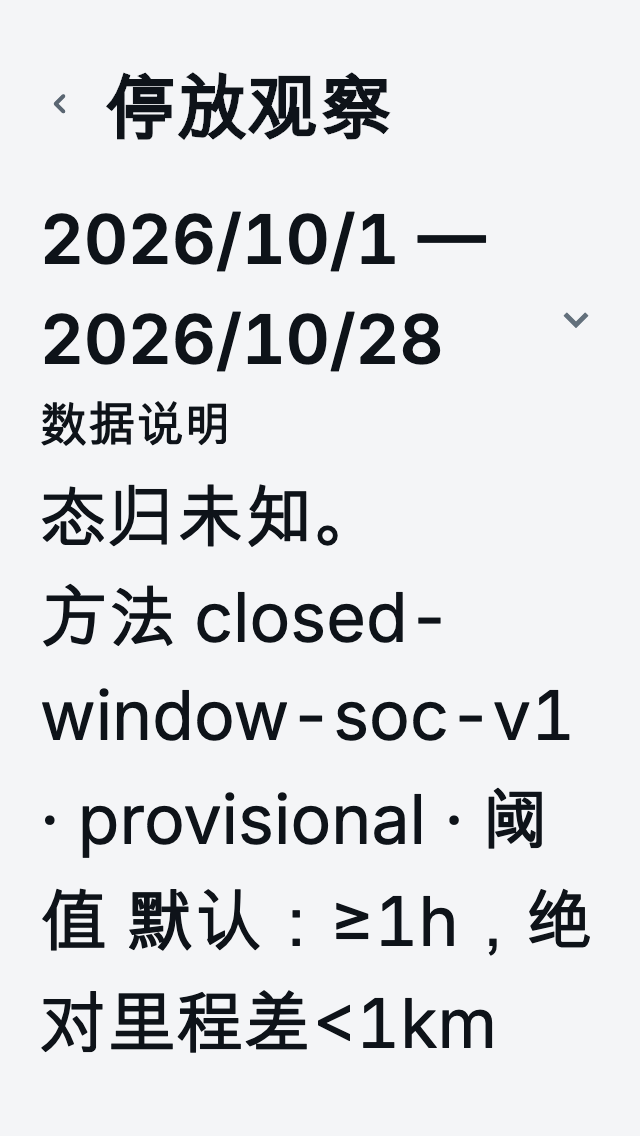 停放观察
2026/10/1 —
2026/10/28
数据说明
态归未知。
方法 closed-
window-soc-v1
· provisional · 阈
值 默认：≥1h，绝
对里程差<1km